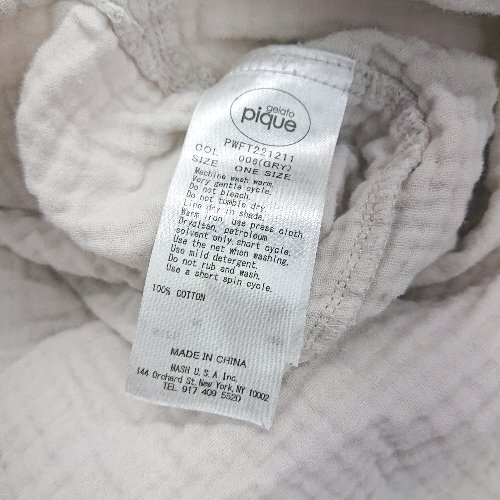 gelato
pique
PWFT221211
COL 006(GRY)
SIZE ONE SIZE
Machine wash warm.
Very gentle cycle.
Do not bleach.
Do not tumble dry.
Line dry in shade.
Warm iron, use press cloth
Dryalean, patroleum
solvent only, short cycle.
Use the net when washing.
Use mild detergent.
Do not rub and wash.
Use a short spin cycle.
100% COTTON
MADE IN CHINA
MASH U.S.A Inc.
144 Orchard St, New York, NY 10002
TEL 917 409 5520